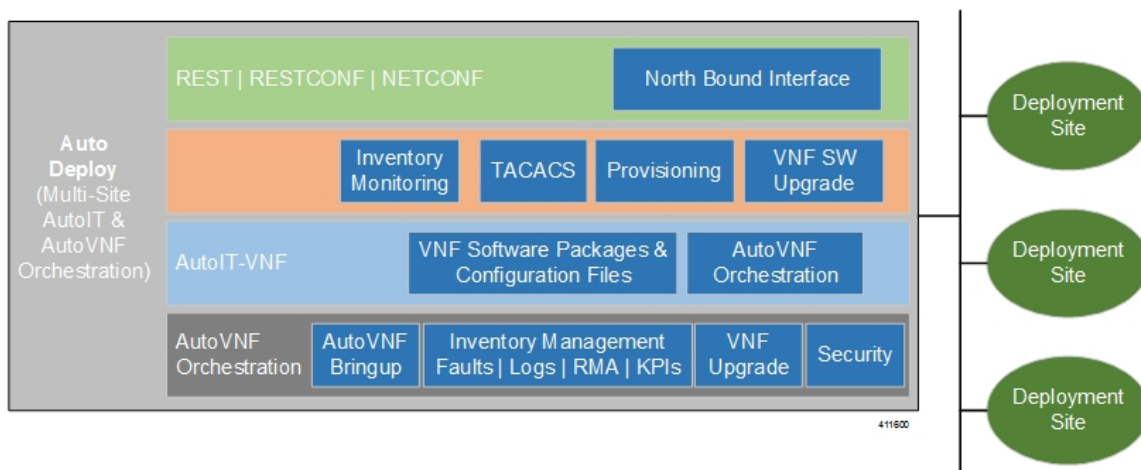 Auto
Deploy
(Multi-Site
AutoIT &
AutoVNF
Orchestration)
REST | RESTCONF | NETCONF
North Bound Interface
Inventory
Monitoring
TACACS
Provisioning
VNF SW
Upgrade
AutoIT-VNF
VNF Software Packages &
Configuration Files
AutoVNF
Orchestration
AutoVNF
Orchestration
AutoVNF
Bringup
Inventory Management
Faults | Logs | RMA | KPIs
VNF
Upgrade
Security
411600
Deployment
Site
Deployment
Site
Deployment
Site